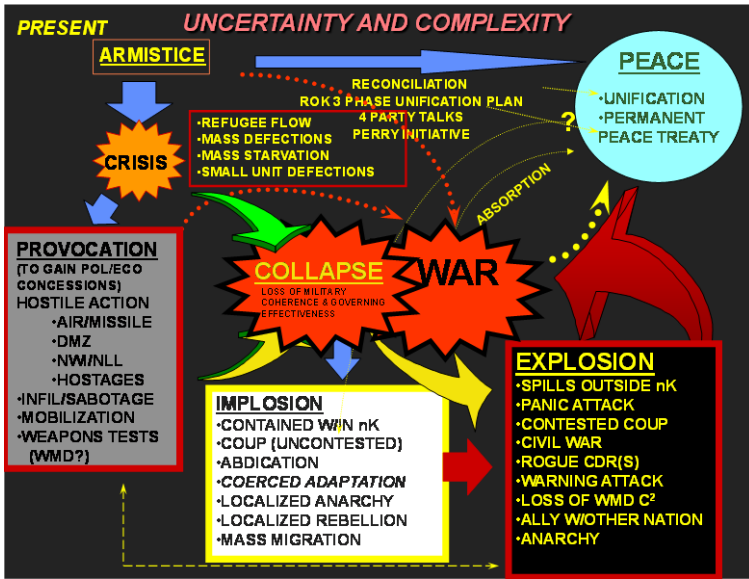 UNCERTAINTY AND COMPLEXITY
PRESENT
ARMISTICE
PEACE
•UNIFICATION
•PERMANENT
PEACE TREATY
RECONCILIATION
ROK 3 PHASE UNIFICATION PLAN
4 PARTY TALKS
PERRY INITIATIVE
?
CRISIS
•REFUGEE FLOW
•MASS DEFECTIONS
•MASS STARVATION
•SMALL UNIT DEFECTIONS
ABSORPTION
PROVOCATION
(TO GAIN POL/ECO
CONCESSIONS)
HOSTILE ACTION
•AIR/MISSILE
•DMZ
•NWI/NLL
•HOSTAGES
•INFIL/SABOTAGE
•MOBILIZATION
•WEAPONS TESTS
(WMD?)
COLLAPSE
LOSS OF MILITARY
COHERENCE & GOVERNING
EFFECTIVENESS
WAR
IMPLOSION
•CONTAINED W/IN nK
•COUP (UNCONTESTED)
•ABDICATION
•COERCED ADAPTATION
•LOCALIZED ANARCHY
•LOCALIZED REBELLION
•MASS MIGRATION
EXPLOSION
•SPILLS OUTSIDE nK
•PANIC ATTACK
•CONTESTED COUP
•CIVIL WAR
•ROGUE CDR(S)
•WARNING ATTACK
•LOSS OF WMD C²
•ALLY W/OTHER NATION
•ANARCHY